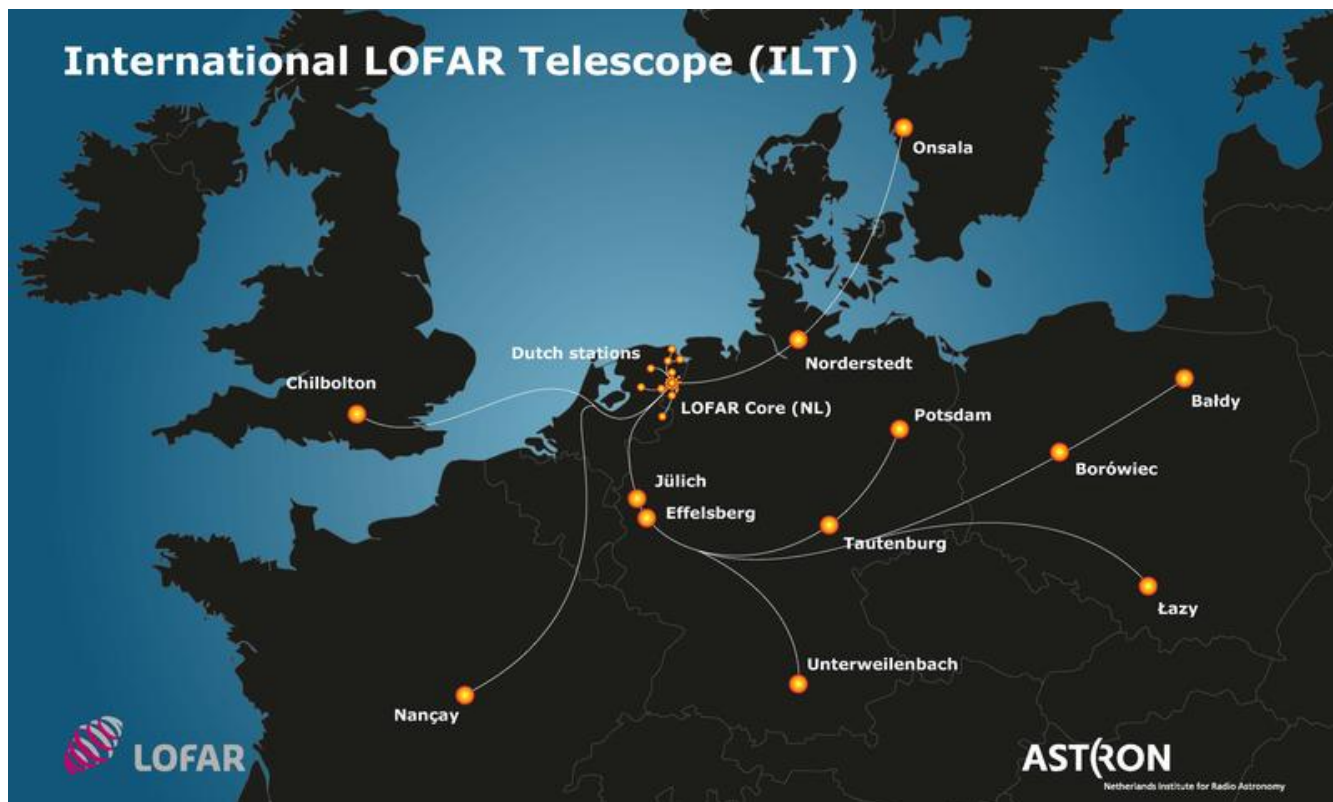 International LOFAR Telescope (ILT)
Onsala
Dutch stations
Norderstedt
Chilbolton
LOFAR Core (NL)
Bałdy
Potsdam
Borówiec
Jülich
Effelsberg
Tautenburg
Łazy
Unterweilenbach
Nançay
LOFAR
ASTRON
Netherlands Institute for Radio Astronomy